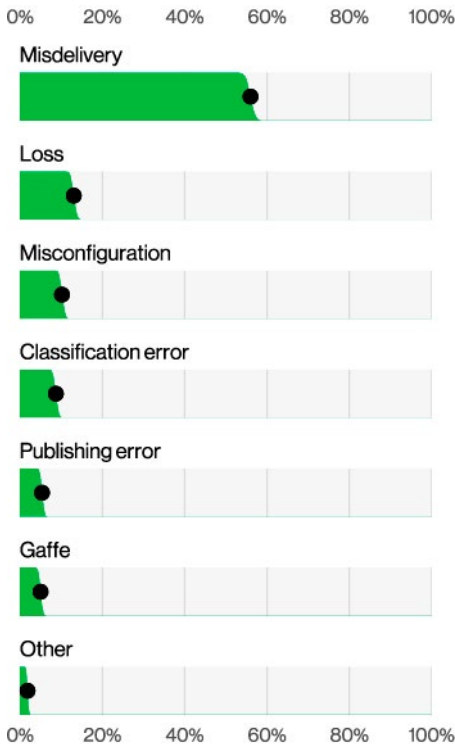 0% 20% 40% 60% 80% 100%
Misdelivery
Loss
Misconfiguration
Classification error
Publishing error
Gaffe
Other
0% 20% 40% 60% 80% 100%